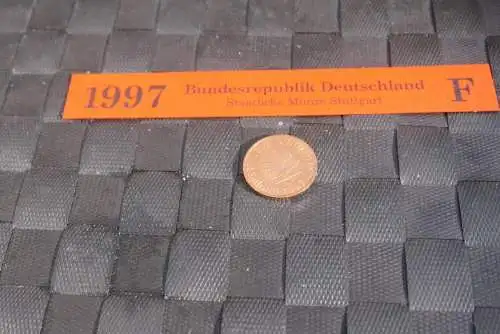 1997 Bundesrepublik Deutschland F
Staatliche Münze Stuttgart